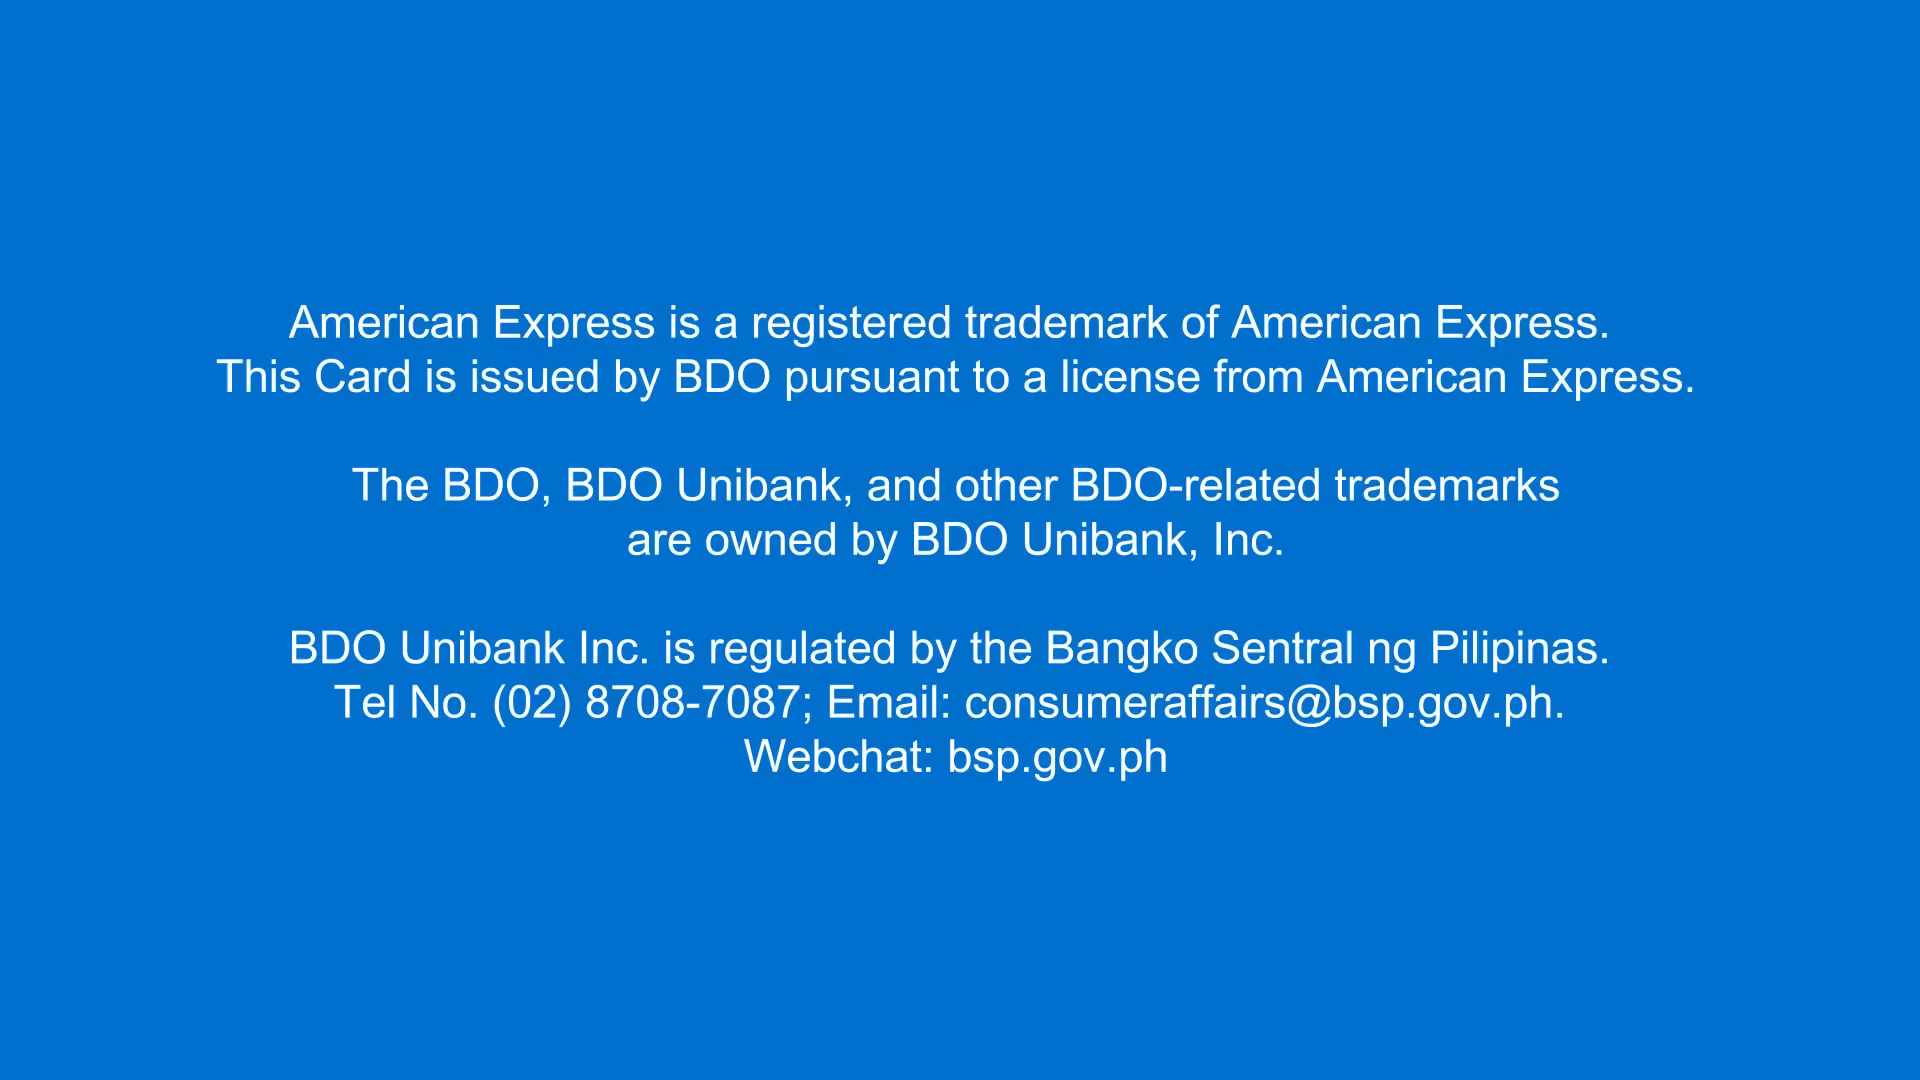 American Express is a registered trademark of American Express.
This Card is issued by BDO pursuant to a license from American Express.
The BDO, BDO Unibank, and other BDO-related trademarks
are owned by BDO Unibank, Inc.
BDO Unibank Inc. is regulated by the Bangko Sentral ng Pilipinas.
Tel No. (02) 8708-7087; Email: consumeraffairs@bsp.gov.ph.
Webchat: bsp.gov.ph